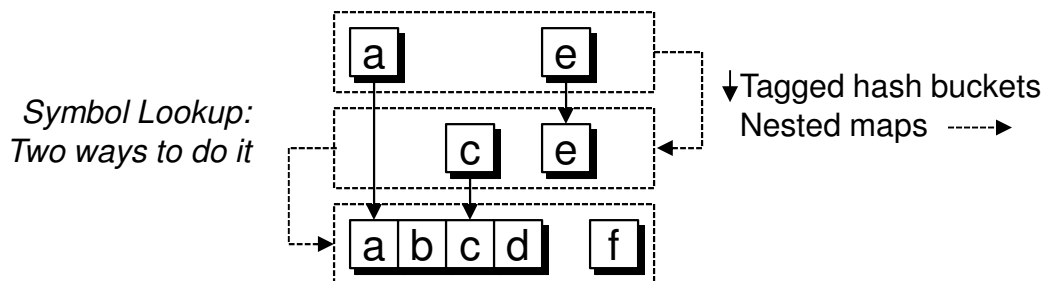 a e
Symbol Lookup:
Two ways to do it
c e
a b c d f
Tagged hash buckets
Nested maps